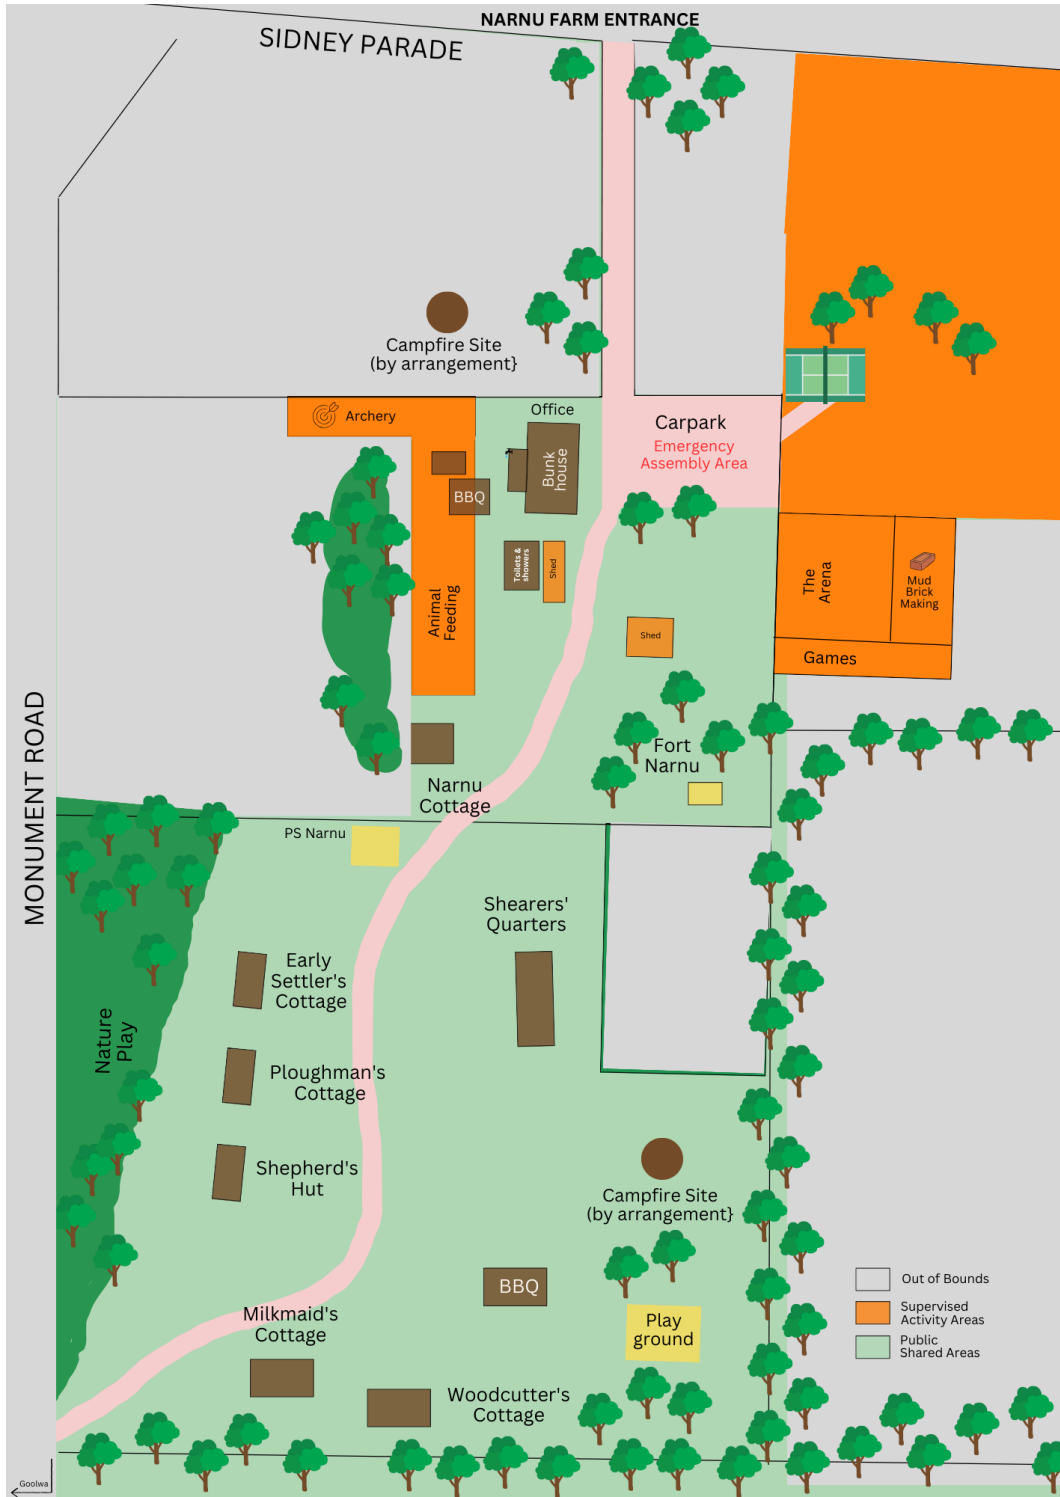 NARNU FARM ENTRANCE
SIDNEY PARADE
Campfire Site
(by arrangement}
Archery
Office
Carpark
Emergency
Assembly Area
Bunk
house
BBQ
Toilets &
showers
Shed
Animal
Feeding
The
Arena
Mud
Brick
Making
Shed
Games
MONUMENT ROAD
Fort
Narnu
Narnu
Cottage
PS Narnu
Shearers'
Quarters
Early
Settler's
Cottage
Nature
Play
Ploughman's
Cottage
Shepherd's
Hut
Campfire Site
(by arrangement}
BBQ
Out of Bounds
Supervised
Activity Areas
Public
Shared Areas
Milkmaid's
Cottage
Play
ground
Woodcutter's
Cottage
Goolwa